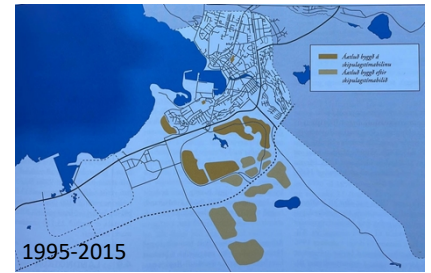 Áætluð byggð á
skipulagstímabilinu
Áætluð byggð eftir
skipulagstímabilið
1995-2015